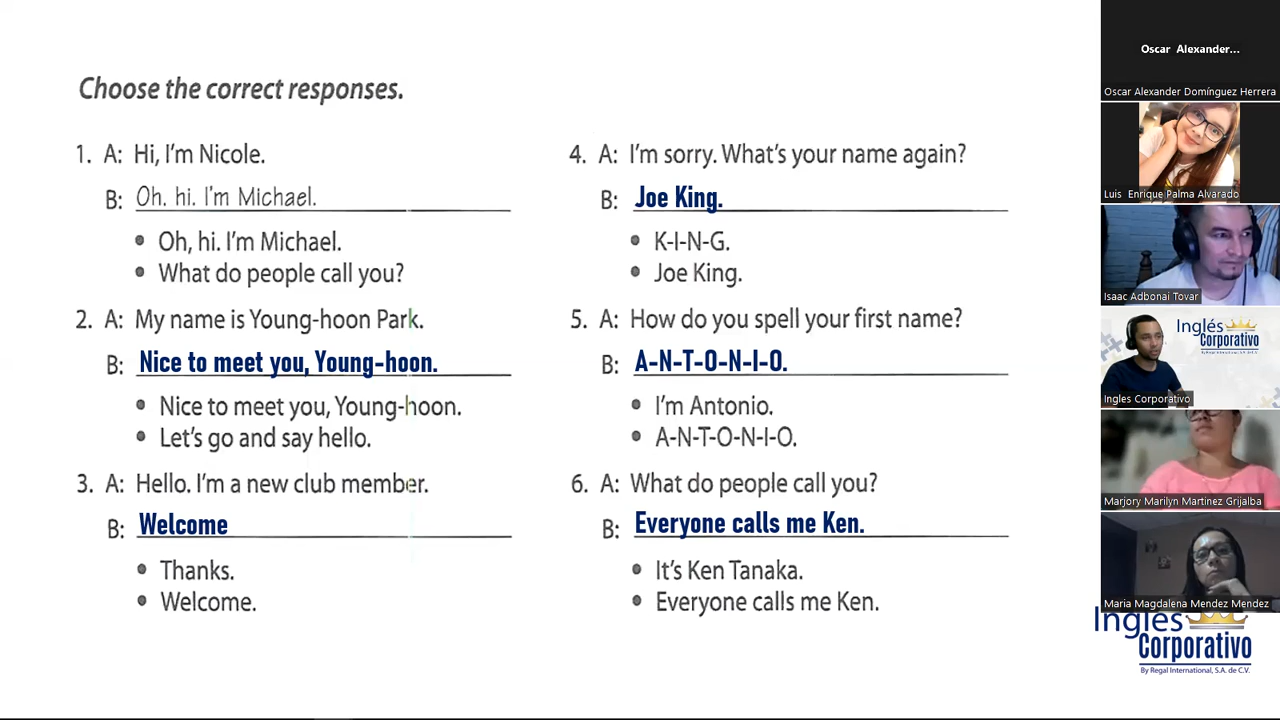 Choose the correct responses.
1. A: Hi, I'm Nicole.
B: Oh. hi. I'm Michael.
• Oh, hi. I'm Michael.
• What do people call you?
2. A: My name is Young-hoon Park.
B: Nice to meet you, Young-hoon.
• Nice to meet you, Young-hoon.
• Let's go and say hello.
3. A: Hello. I'm a new club member.
B: Welcome
• Thanks.
• Welcome.
4. A: I'm sorry. What's your name again?
B: Joe King.
• K-I-N-G.
• Joe King.
5. A: How do you spell your first name?
B: A-N-T-O-N-I-O.
• I'm Antonio.
• A-N-T-O-N-I-O.
6. A: What do people call you?
B: Everyone calls me Ken.
• It's Ken Tanaka.
• Everyone calls me Ken.
Oscar Alexander...
Oscar Alexander Domínguez Herrera
Luis Enrique Palma Alvarado
Isaac Adbonai Tovar
Inglés
Corporativo
By Regal International, S.A. de C.V.
Ingles Corporativo
Marjory Marilyn Martinez Grijalba
Maria Magdalena Mendez Mendez
Inglés
Corporativo
By Regal International, S.A. de C.V.